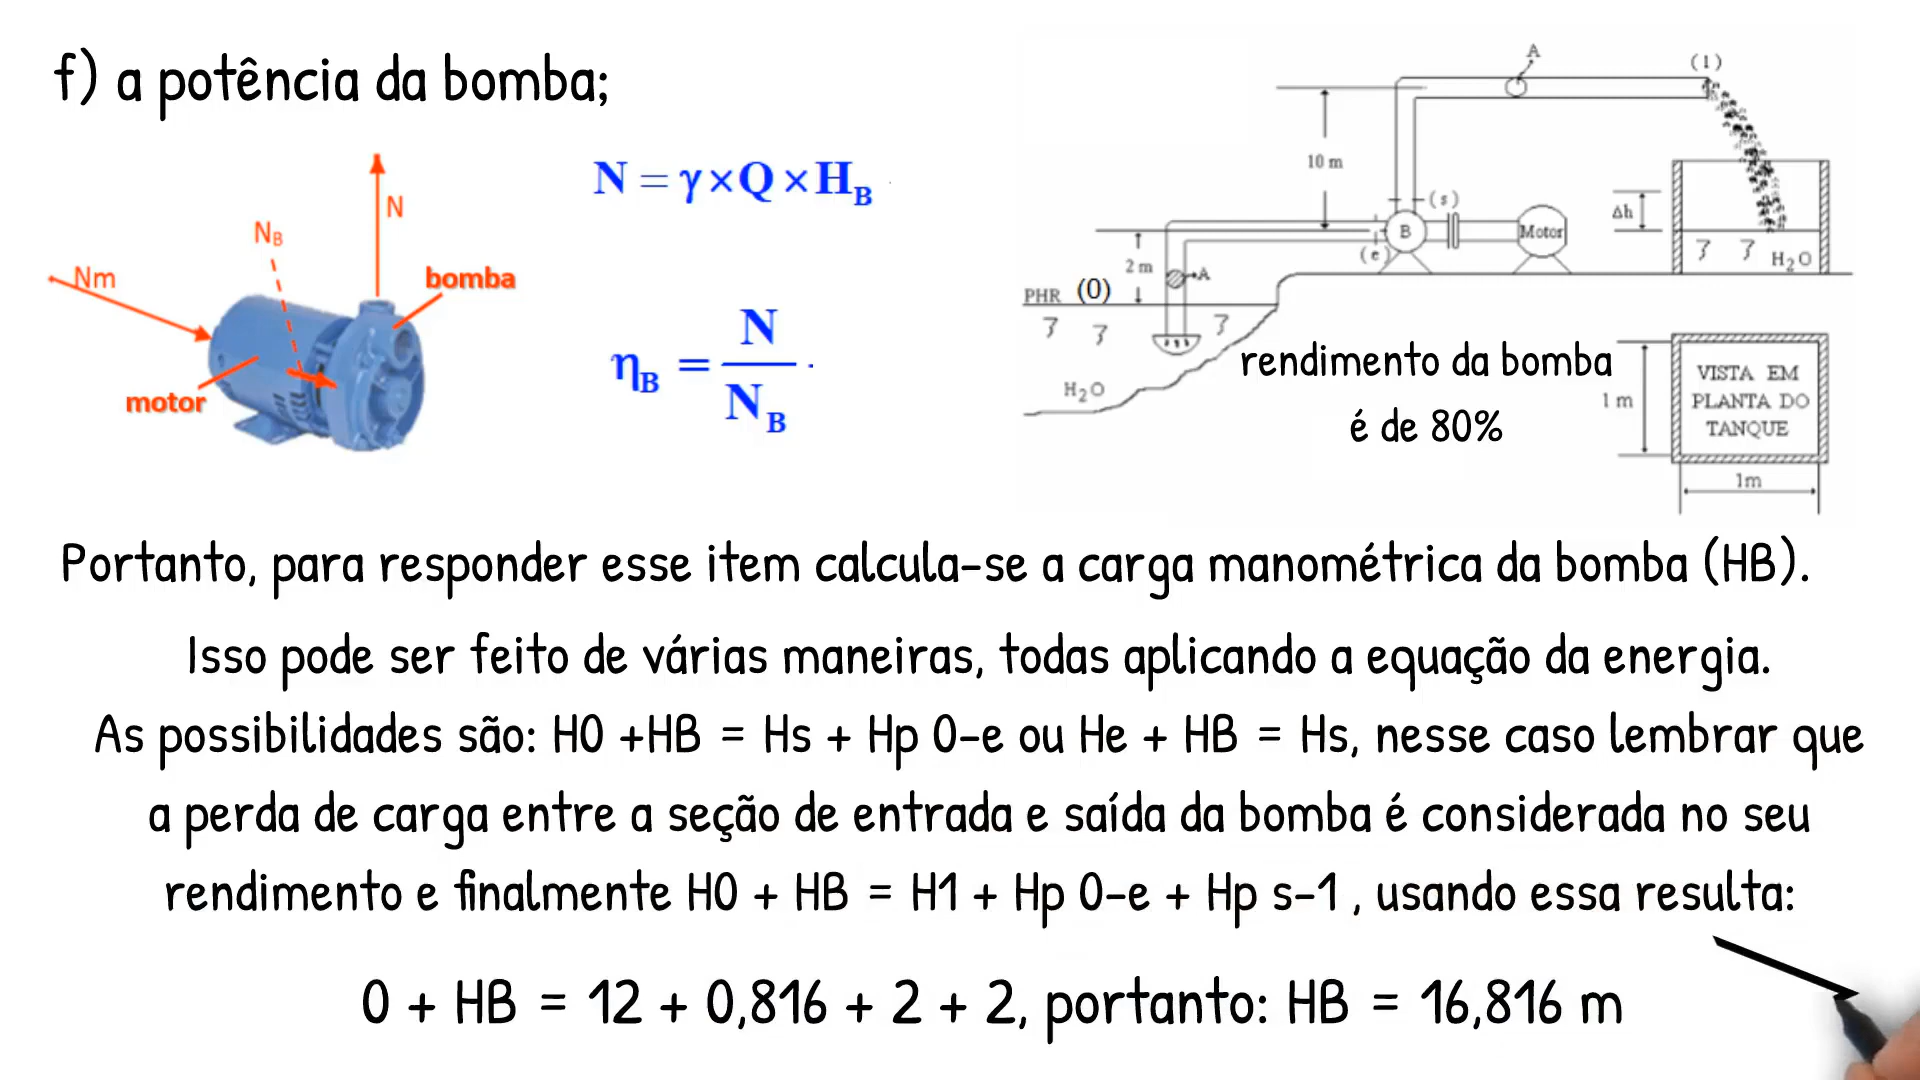 f) a potência da bomba;
N = γ×Q×H_B
N
N_B
Nm
bomba
motor
η_B = N / N_B
A
(1)
10 m
(s)
Δh
B
Motor
(e)
2 m
A
H₂O
PHR (0)
H₂O
rendimento da bomba
é de 80%
1 m
VISTA EM
PLANTA DO
TANQUE
1m
Portanto, para responder esse item calcula-se a carga manométrica da bomba (HB).
Isso pode ser feito de várias maneiras, todas aplicando a equação da energia.
As possibilidades são: H0 +HB = Hs + Hp 0-e ou He + HB = Hs, nesse caso lembrar que
a perda de carga entre a seção de entrada e saída da bomba é considerada no seu
rendimento e finalmente H0 + HB = H1 + Hp 0-e + Hp s-1 , usando essa resulta:
0 + HB = 12 + 0,816 + 2 + 2, portanto: HB = 16,816 m